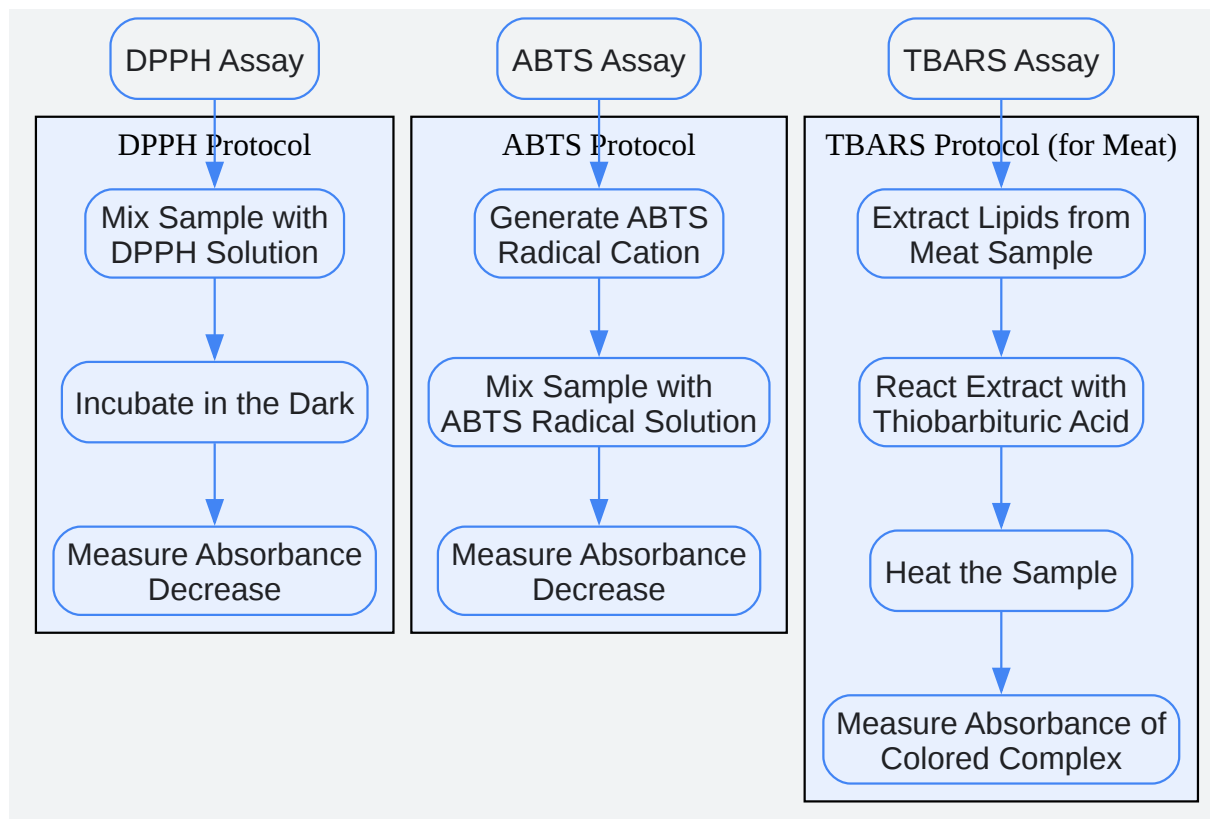 DPPH Assay
DPPH Protocol
Mix Sample with
DPPH Solution
Incubate in the Dark
Measure Absorbance
Decrease
ABTS Assay
ABTS Protocol
Generate ABTS
Radical Cation
Mix Sample with
ABTS Radical Solution
Measure Absorbance
Decrease
TBARS Assay
TBARS Protocol (for Meat)
Extract Lipids from
Meat Sample
React Extract with
Thiobarbituric Acid
Heat the Sample
Measure Absorbance of
Colored Complex